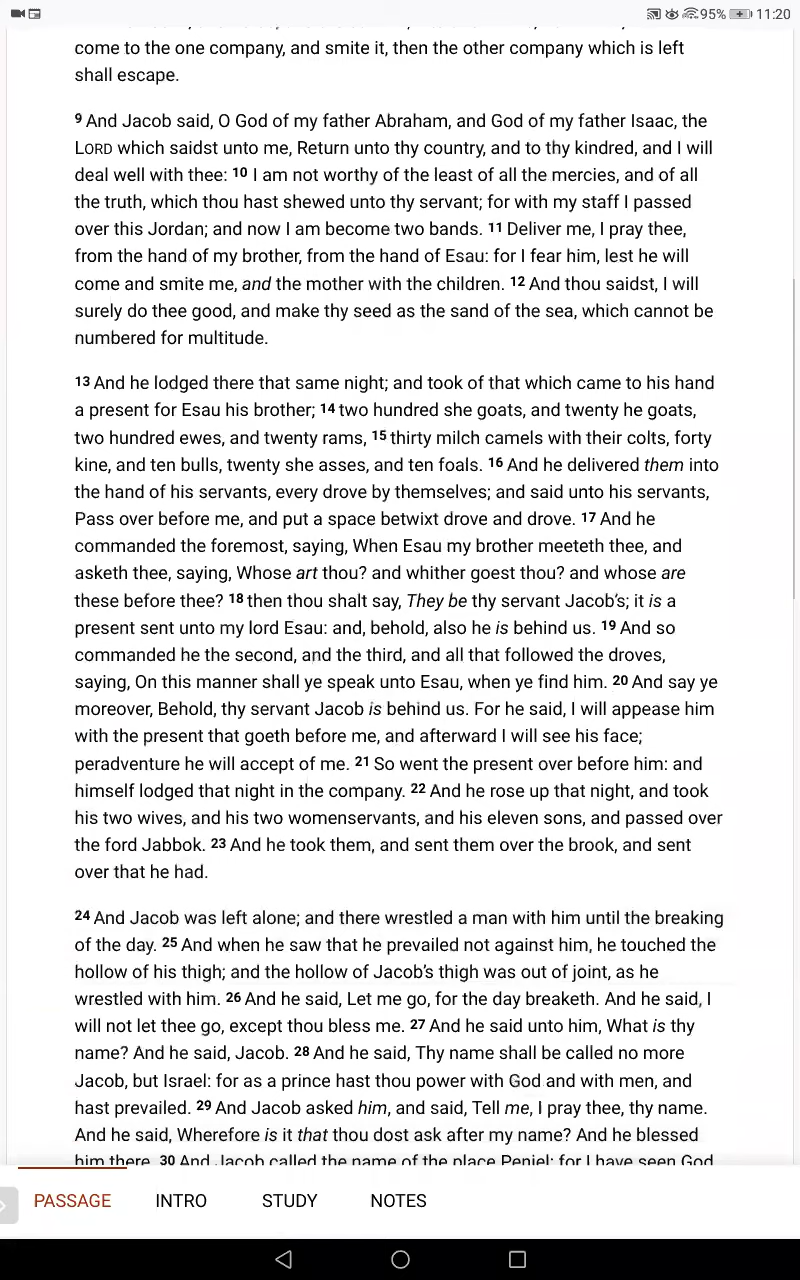 95% 11:20
come to the one company, and smite it, then the other company which is left
shall escape.
9 And Jacob said, O God of my father Abraham, and God of my father Isaac, the
LORD which saidst unto me, Return unto thy country, and to thy kindred, and I will
deal well with thee: 10 I am not worthy of the least of all the mercies, and of all
the truth, which thou hast shewed unto thy servant; for with my staff I passed
over this Jordan; and now I am become two bands. 11 Deliver me, I pray thee,
from the hand of my brother, from the hand of Esau: for I fear him, lest he will
come and smite me, and the mother with the children. 12 And thou saidst, I will
surely do thee good, and make thy seed as the sand of the sea, which cannot be
numbered for multitude.
13 And he lodged there that same night; and took of that which came to his hand
a present for Esau his brother; 14 two hundred she goats, and twenty he goats,
two hundred ewes, and twenty rams, 15 thirty milch camels with their colts, forty
kine, and ten bulls, twenty she asses, and ten foals. 16 And he delivered them into
the hand of his servants, every drove by themselves; and said unto his servants,
Pass over before me, and put a space betwixt drove and drove. 17 And he
commanded the foremost, saying, When Esau my brother meeteth thee, and
asketh thee, saying, Whose art thou? and whither goest thou? and whose are
these before thee? 18 then thou shalt say, They be thy servant Jacob's; it is a
present sent unto my lord Esau: and, behold, also he is behind us. 19 And so
commanded he the second, and the third, and all that followed the droves,
saying, On this manner shall ye speak unto Esau, when ye find him. 20 And say ye
moreover, Behold, thy servant Jacob is behind us. For he said, I will appease him
with the present that goeth before me, and afterward I will see his face;
peradventure he will accept of me. 21 So went the present over before him: and
himself lodged that night in the company. 22 And he rose up that night, and took
his two wives, and his two womenservants, and his eleven sons, and passed over
the ford Jabbok. 23 And he took them, and sent them over the brook, and sent
over that he had.
24 And Jacob was left alone; and there wrestled a man with him until the breaking
of the day. 25 And when he saw that he prevailed not against him, he touched the
hollow of his thigh; and the hollow of Jacob's thigh was out of joint, as he
wrestled with him. 26 And he said, Let me go, for the day breaketh. And he said, I
will not let thee go, except thou bless me. 27 And he said unto him, What is thy
name? And he said, Jacob. 28 And he said, Thy name shall be called no more
Jacob, but Israel: for as a prince hast thou power with God and with men, and
hast prevailed. 29 And Jacob asked him, and said, Tell me, I pray thee, thy name.
And he said, Wherefore is it that thou dost ask after my name? And he blessed
him there. 30 And Jacob called the name of the place Peniel: for I have seen God
PASSAGE INTRO STUDY NOTES